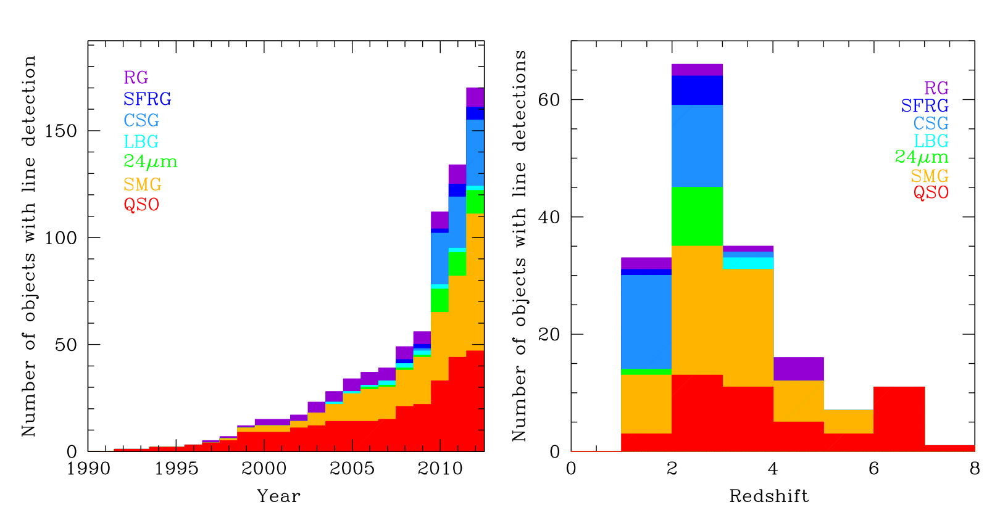 Number of objects with line detection
150
100
50
0
RG
SFRG
CSG
LBG
24μm
SMG
QSO
1990 1995 2000 2005 2010
Year
Number of objects with line detections
60
40
20
0
RG
SFRG
CSG
LBG
24μm
SMG
QSO
0 2 4 6 8
Redshift